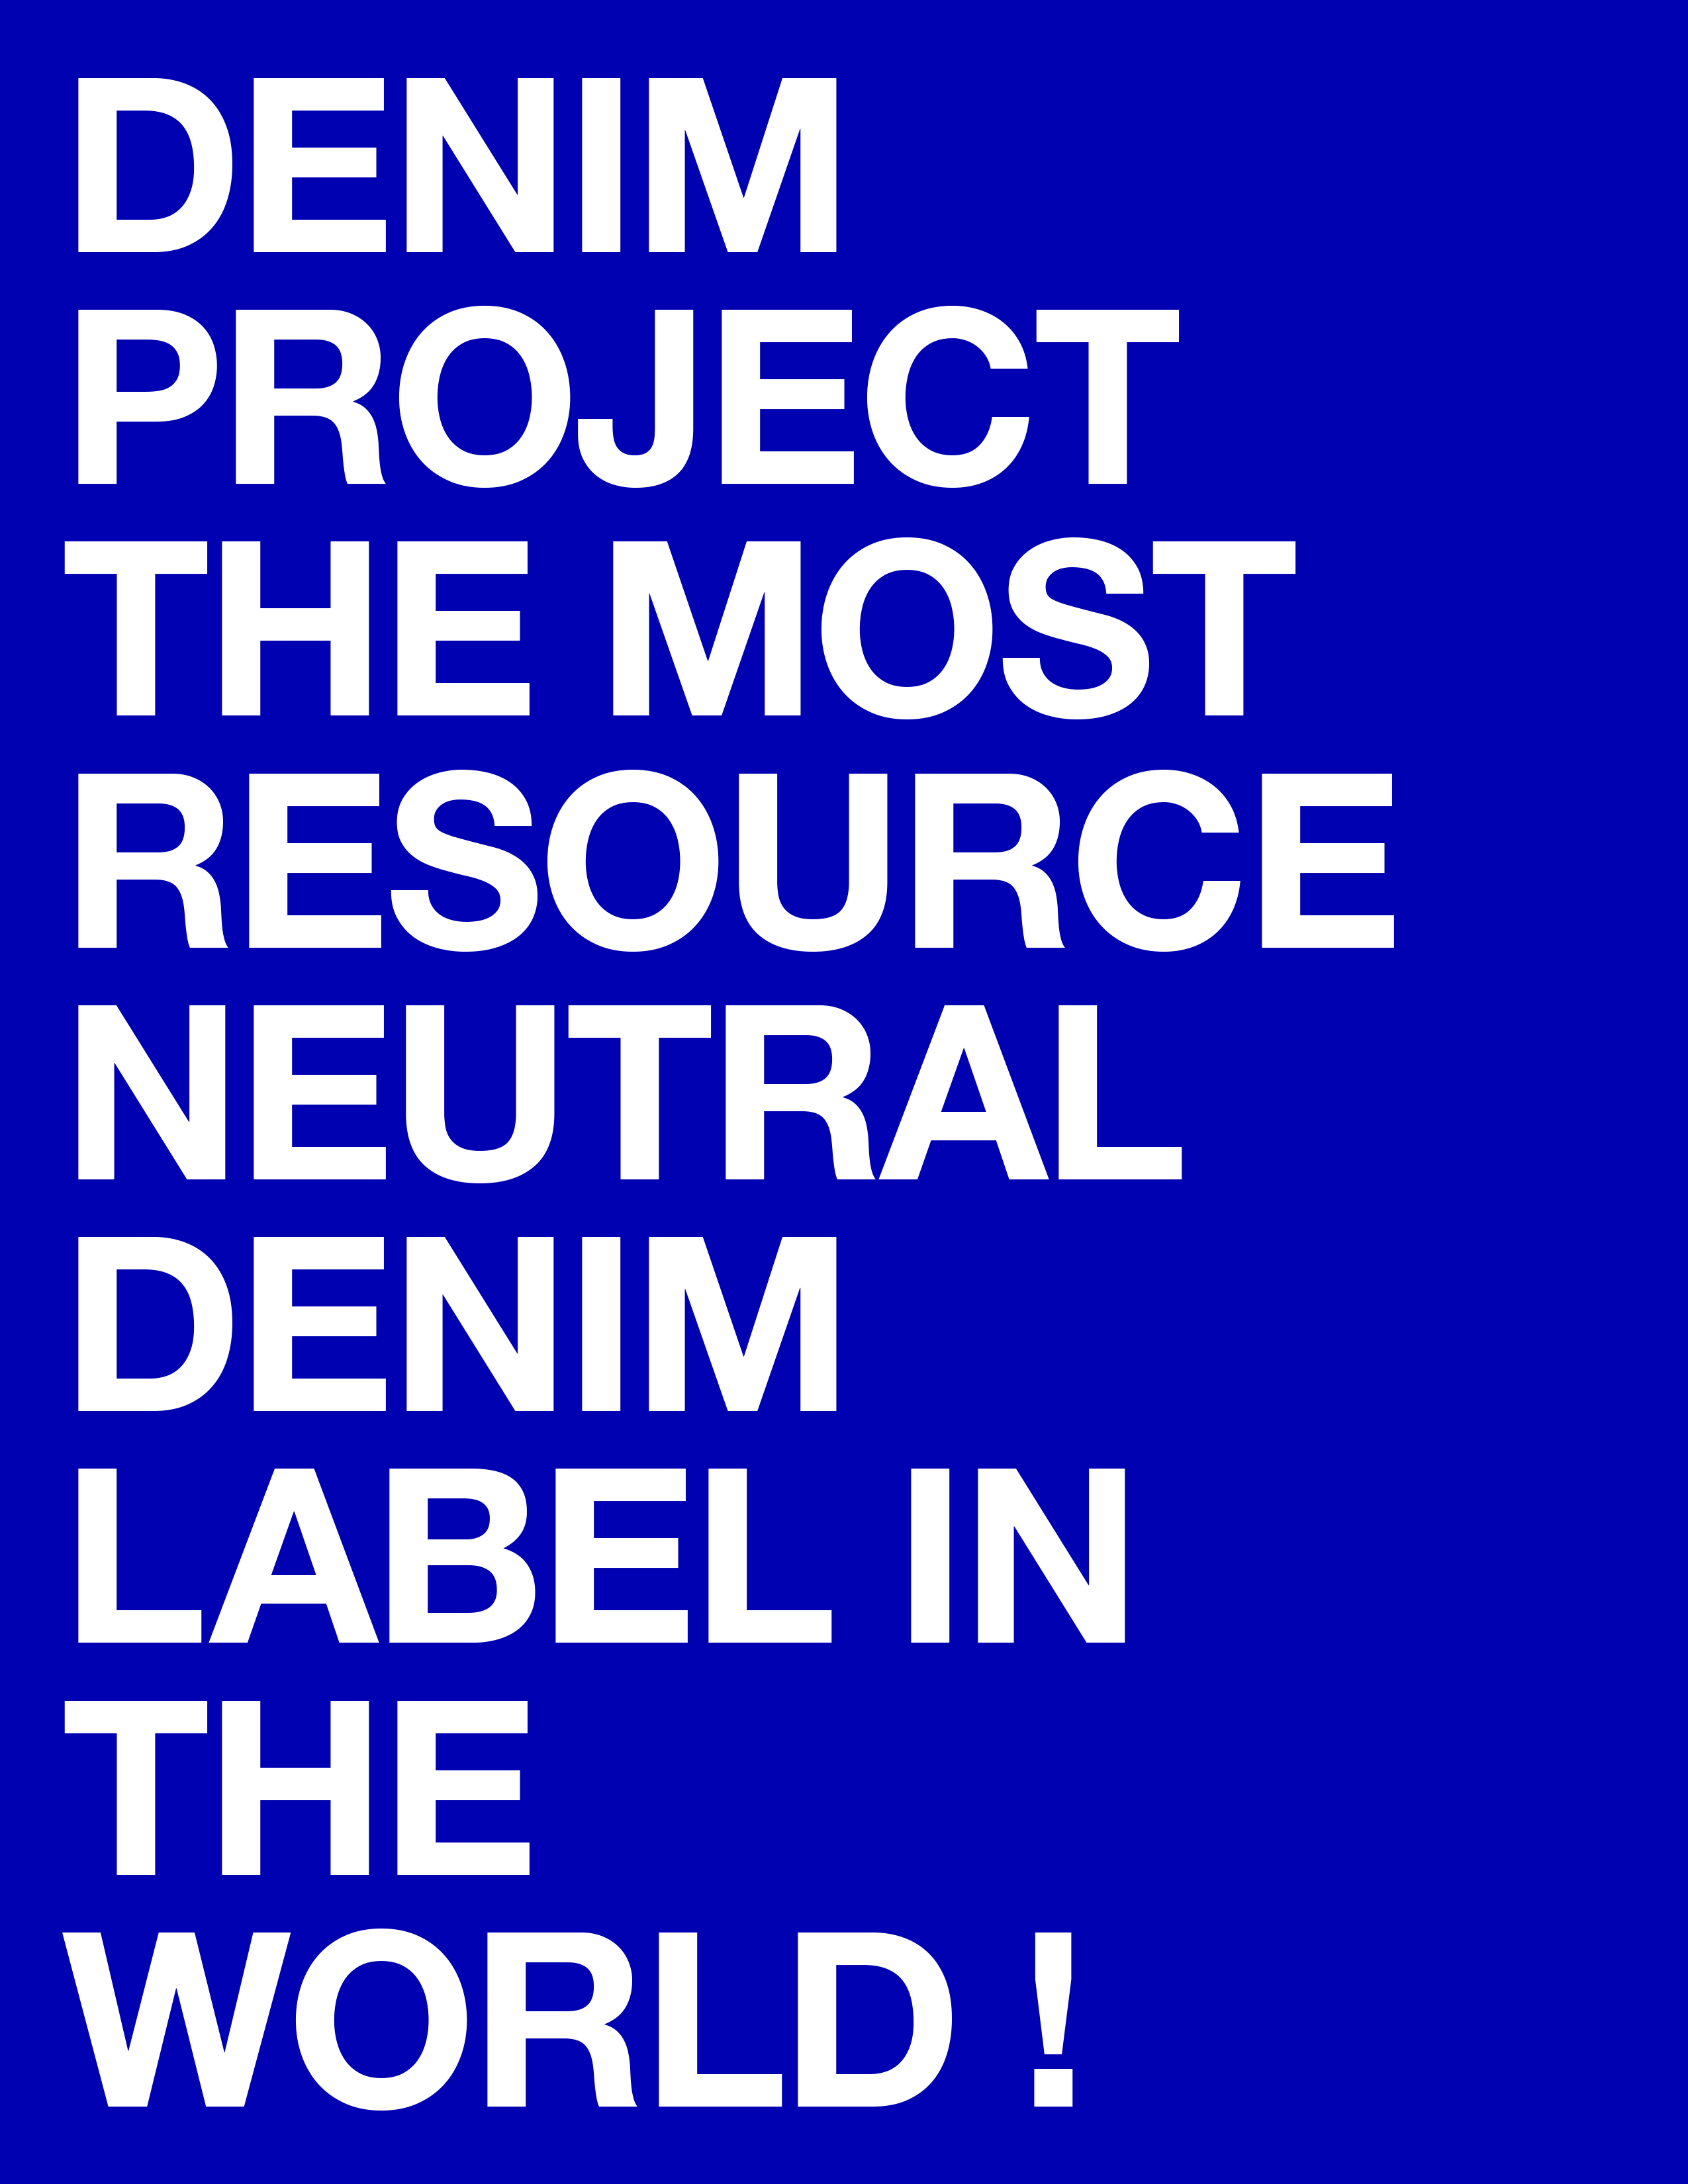 DENIM
PROJECT
THE MOST
RESOURCE
NEUTRAL
DENIM
LABEL IN
THE
WORLD !